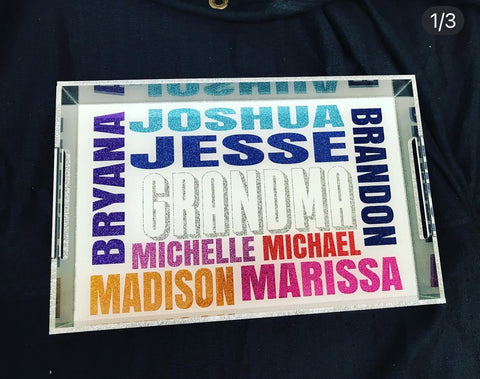 1/3
JOSHUA
JESSE
GRANDMA
MICHELLE MICHAEL
MADISON MARISSA
BRYANA
BRANDON